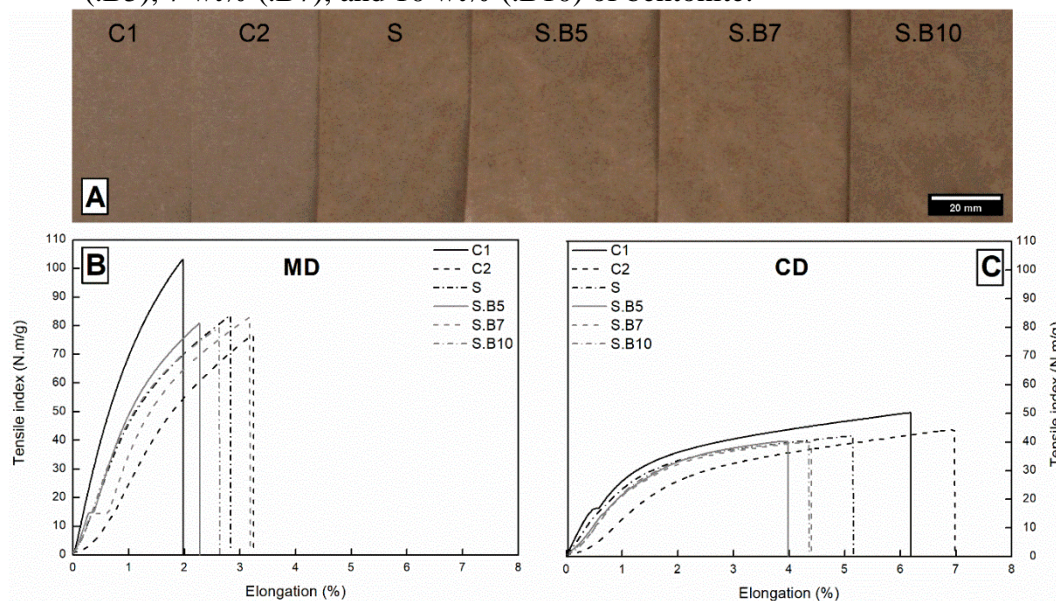 (.B5), 7 wt% (.B7), and 10 wt% (.B10) of bentonite.
C1 C2 S S.B5 S.B7 S.B10
A
20 mm
B MD
C1
C2
S
S.B5
S.B7
S.B10
Tensile index (N.m/g)
110
100
90
80
70
60
50
40
30
20
10
0
0 1 2 3 4 5 6 7 8
Elongation (%)
CD C
C1
C2
S
S.B5
S.B7
S.B10
110
100
90
80
70
60
50
40
30
20
10
0
Tensile index (N.m/g)
0 1 2 3 4 5 6 7 8
Elongation (%)